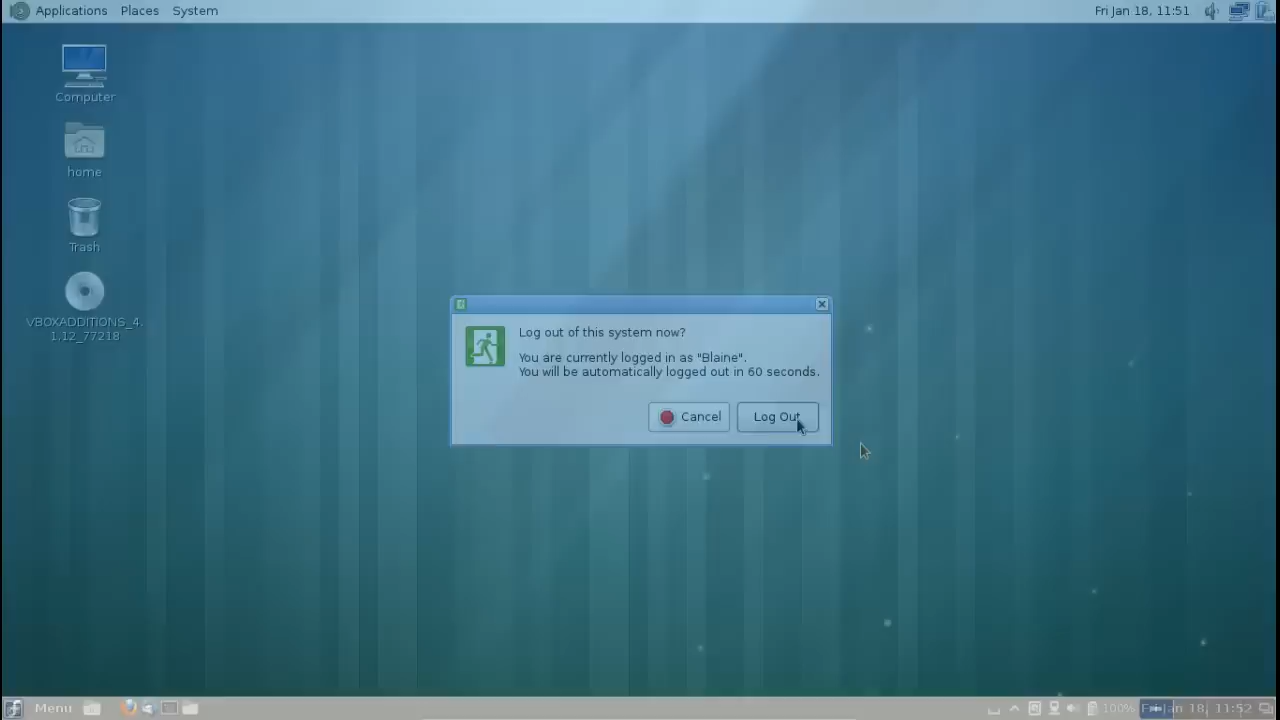 Applications Places System
Fri Jan 18, 11:51
Computer
home
Trash
VBOXADDITIONS_4.
1.12_77218
Log out of this system now?
You are currently logged in as "Blaine".
You will be automatically logged out in 60 seconds.
Cancel Log Out
Menu
100%
Fri Jan 18, 11:52